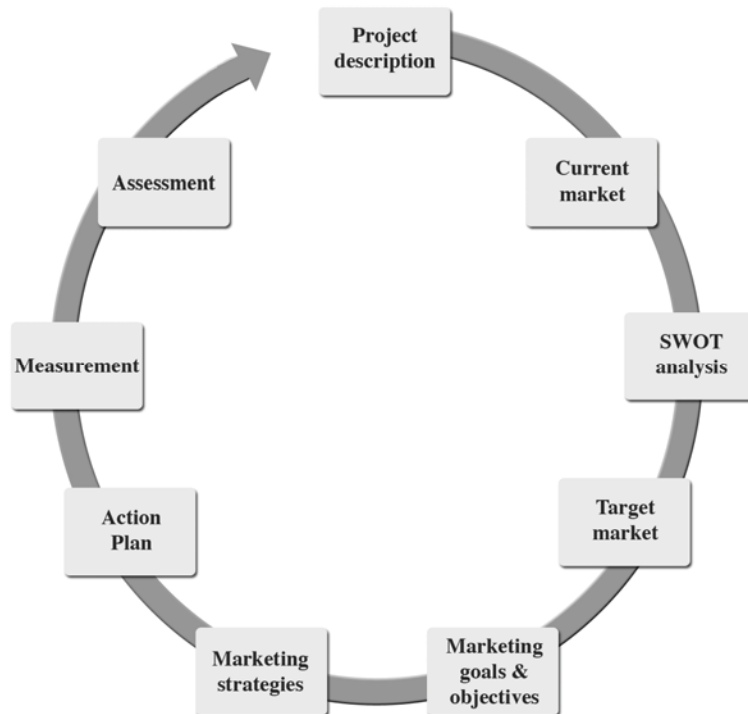 Project
description
Current
market
SWOT
analysis
Target
market
Marketing
goals &
objectives
Marketing
strategies
Action
Plan
Measurement
Assessment